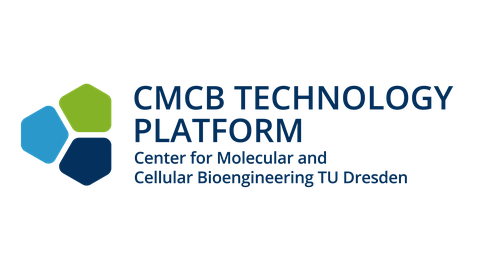 CMCB TECHNOLOGY
PLATFORM
Center for Molecular and
Cellular Bioengineering TU Dresden